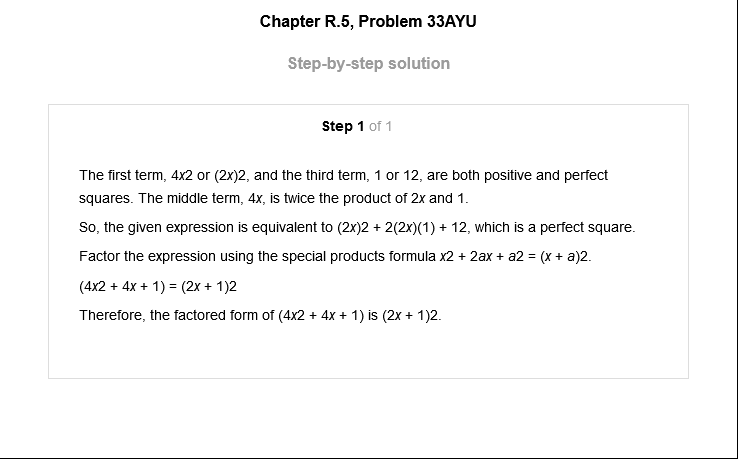 Chapter R.5, Problem 33AYU
Step-by-step solution
Step 1 of 1
The first term, 4x2 or (2x)2, and the third term, 1 or 12, are both positive and perfect
squares. The middle term, 4x, is twice the product of 2x and 1.
So, the given expression is equivalent to (2x)2 + 2(2x)(1) + 12, which is a perfect square.
Factor the expression using the special products formula x2 + 2ax + a2 = (x + a)2.
(4x2 + 4x + 1) = (2x + 1)2
Therefore, the factored form of (4x2 + 4x + 1) is (2x + 1)2.